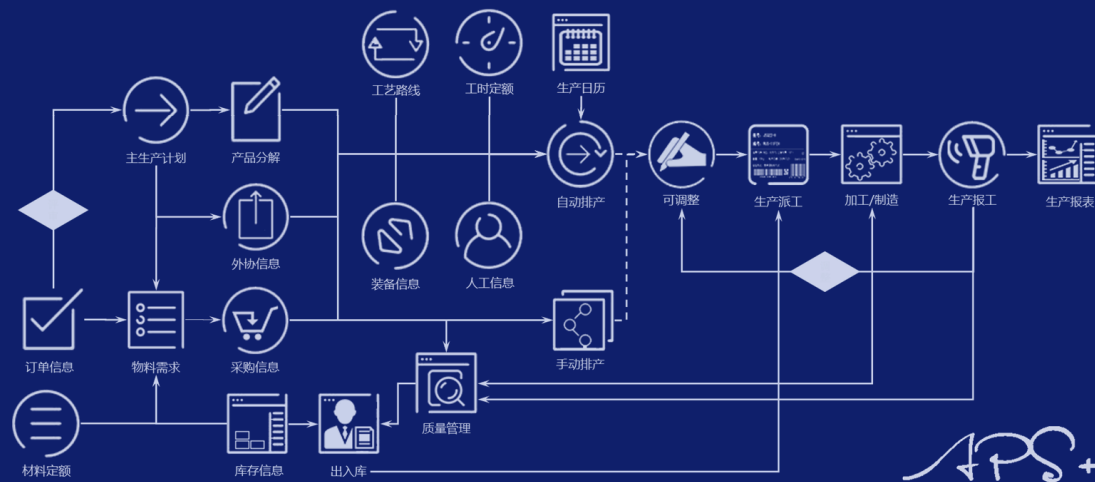 工艺路线
工时定额
生产日历
主生产计划
产品分解
自动排产
可调整
生产派工
加工/制造
生产报工
生产报表
外协信息
装备信息
人工信息
订单信息
物料需求
采购信息
手动排产
质量管理
材料定额
库存信息
出入库
APS+